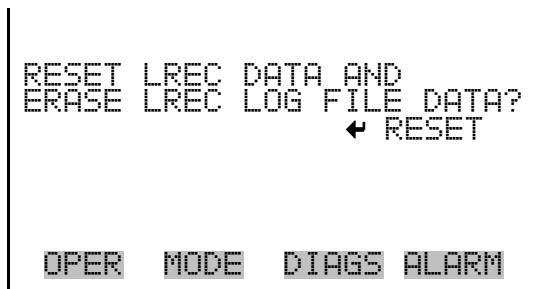 RESET LREC DATA AND
ERASE LREC LOG FILE DATA?
↵ RESET
OPER MODE DIAGS ALARM